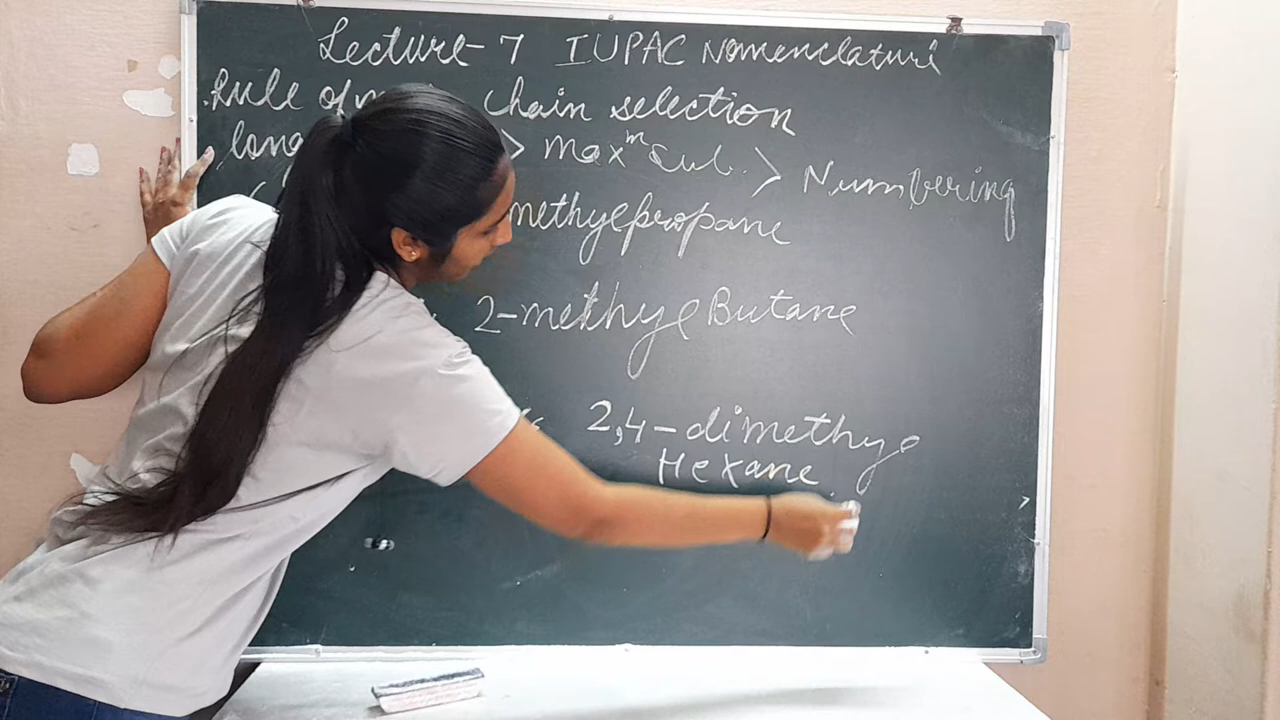 Lecture-7 IUPAC Nomenclature
Rule of chain selection
long > max^m sub. > Numbering
methylpropane
2-methyl Butane
2,4-dimethyl
Hexane